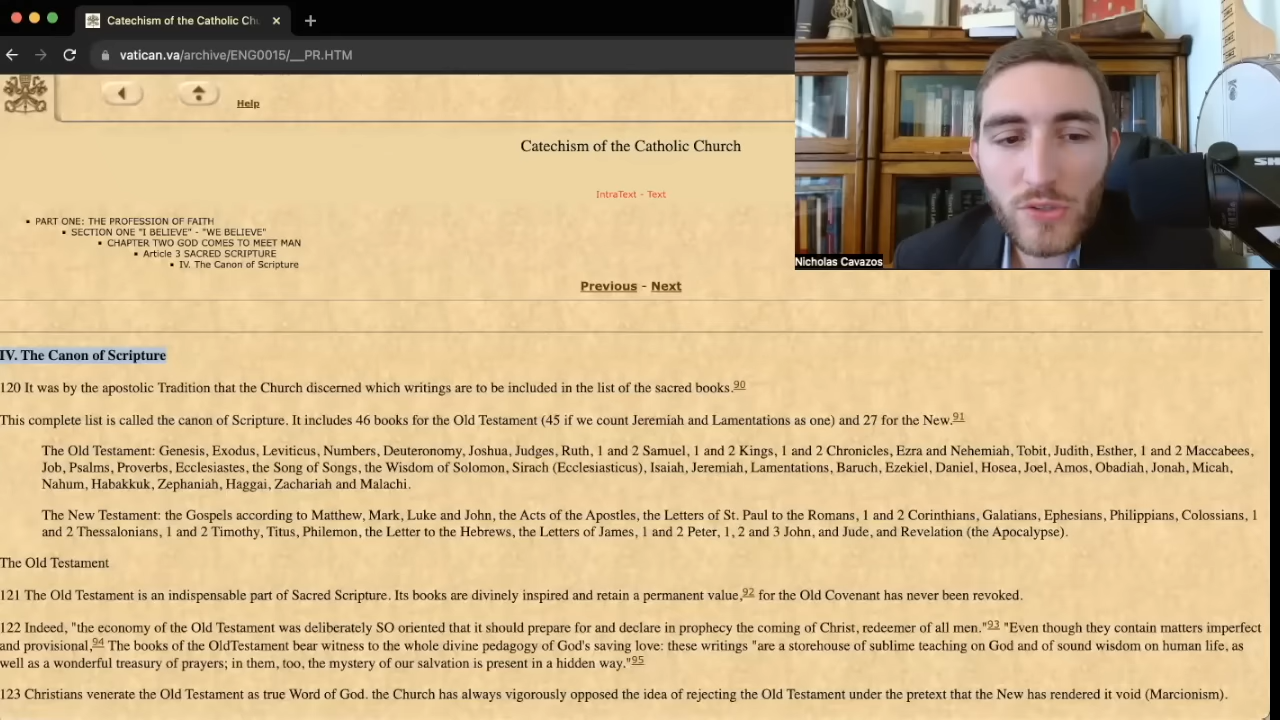 Catechism of the Catholic Ch
vatican.va/archive/ENG0015/__PR.HTM
Help
Catechism of the Catholic Church
IntraText - Text
PART ONE: THE PROFESSION OF FAITH
SECTION ONE "I BELIEVE" - "WE BELIEVE"
CHAPTER TWO GOD COMES TO MEET MAN
Article 3 SACRED SCRIPTURE
IV. The Canon of Scripture
Nicholas Cavazos
SH
Previous - Next
IV. The Canon of Scripture
120 It was by the apostolic Tradition that the Church discerned which writings are to be included in the list of the sacred books.90
This complete list is called the canon of Scripture. It includes 46 books for the Old Testament (45 if we count Jeremiah and Lamentations as one) and 27 for the New.91
The Old Testament: Genesis, Exodus, Leviticus, Numbers, Deuteronomy, Joshua, Judges, Ruth, 1 and 2 Samuel, 1 and 2 Kings, 1 and 2 Chronicles, Ezra and Nehemiah, Tobit, Judith, Esther, 1 and 2 Maccabees,
Job, Psalms, Proverbs, Ecclesiastes, the Song of Songs, the Wisdom of Solomon, Sirach (Ecclesiasticus), Isaiah, Jeremiah, Lamentations, Baruch, Ezekiel, Daniel, Hosea, Joel, Amos, Obadiah, Jonah, Micah,
Nahum, Habakkuk, Zephaniah, Haggai, Zachariah and Malachi.
The New Testament: the Gospels according to Matthew, Mark, Luke and John, the Acts of the Apostles, the Letters of St. Paul to the Romans, 1 and 2 Corinthians, Galatians, Ephesians, Philippians, Colossians, 1
and 2 Thessalonians, 1 and 2 Timothy, Titus, Philemon, the Letter to the Hebrews, the Letters of James, 1 and 2 Peter, 1, 2 and 3 John, and Jude, and Revelation (the Apocalypse).
The Old Testament
121 The Old Testament is an indispensable part of Sacred Scripture. Its books are divinely inspired and retain a permanent value,92 for the Old Covenant has never been revoked.
122 Indeed, "the economy of the Old Testament was deliberately SO oriented that it should prepare for and declare in prophecy the coming of Christ, redeemer of all men."93 "Even though they contain matters imperfect
and provisional,94 The books of the OldTestament bear witness to the whole divine pedagogy of God's saving love: these writings "are a storehouse of sublime teaching on God and of sound wisdom on human life, as
well as a wonderful treasury of prayers; in them, too, the mystery of our salvation is present in a hidden way."95
123 Christians venerate the Old Testament as true Word of God. the Church has always vigorously opposed the idea of rejecting the Old Testament under the pretext that the New has rendered it void (Marcionism).